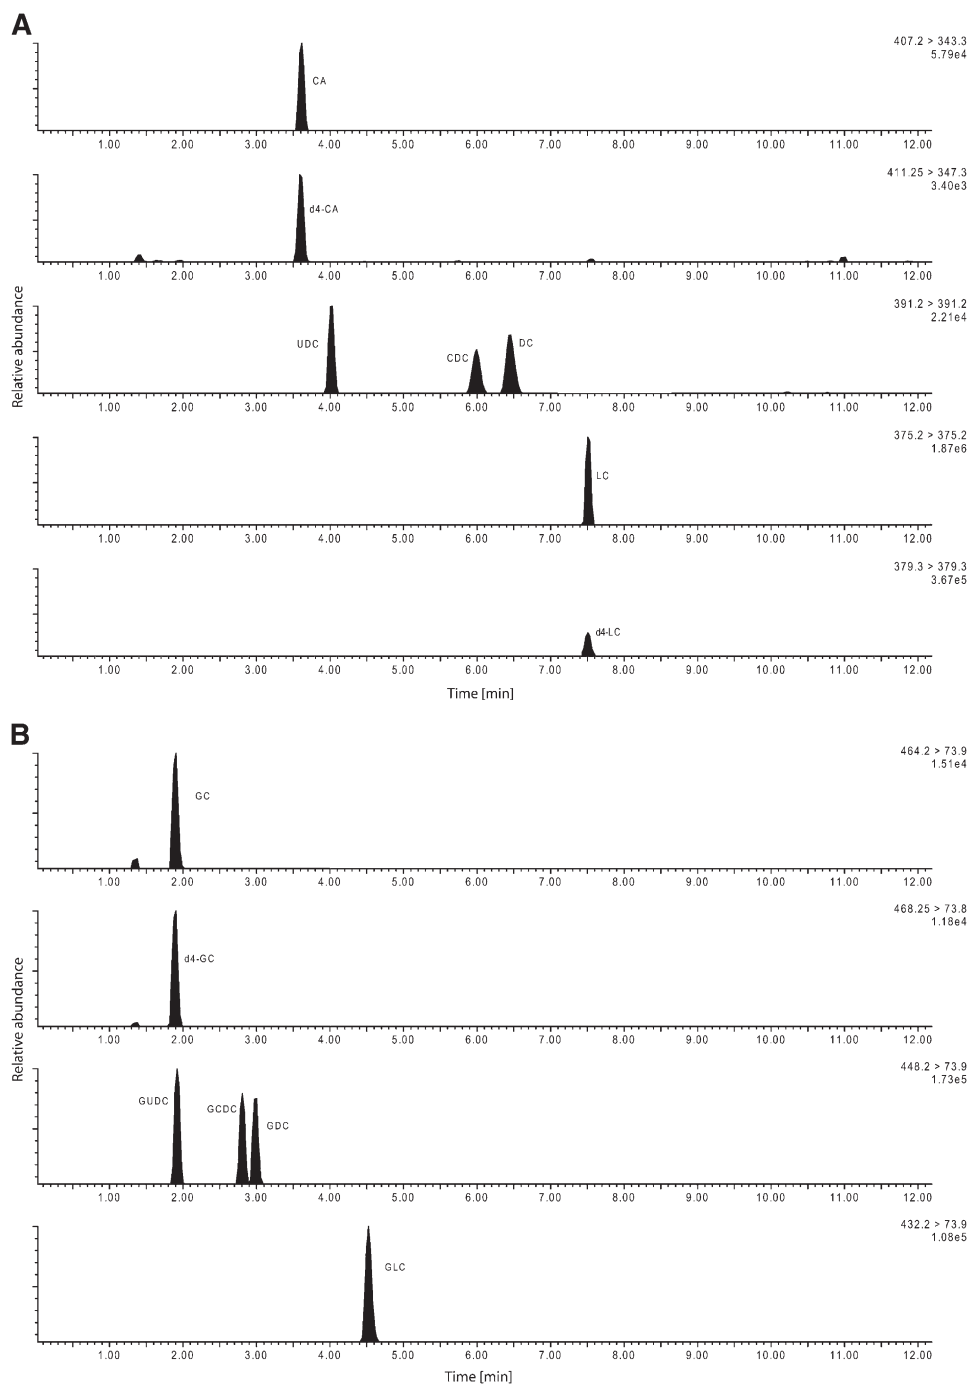 A
407.2 > 343.3
5.79e4
CA
1.00 2.00 3.00 4.00 5.00 6.00 7.00 8.00 9.00 10.00 11.00 12.00
411.25 > 347.3
3.40e3
d4-CA
1.00 2.00 3.00 4.00 5.00 6.00 7.00 8.00 9.00 10.00 11.00 12.00
Relative abundance
391.2 > 391.2
2.21e4
UDC CDC DC
1.00 2.00 3.00 4.00 5.00 6.00 7.00 8.00 9.00 10.00 11.00 12.00
375.2 > 375.2
1.87e6
LC
1.00 2.00 3.00 4.00 5.00 6.00 7.00 8.00 9.00 10.00 11.00 12.00
379.3 > 379.3
3.67e5
d4-LC
1.00 2.00 3.00 4.00 5.00 6.00 7.00 8.00 9.00 10.00 11.00 12.00
Time [min]
B
464.2 > 73.9
1.51e4
GC
1.00 2.00 3.00 4.00 5.00 6.00 7.00 8.00 9.00 10.00 11.00 12.00
468.25 > 73.8
1.18e4
d4-GC
1.00 2.00 3.00 4.00 5.00 6.00 7.00 8.00 9.00 10.00 11.00 12.00
Relative abundance
448.2 > 73.9
1.73e5
GUDC GCDC GDC
1.00 2.00 3.00 4.00 5.00 6.00 7.00 8.00 9.00 10.00 11.00 12.00
432.2 > 73.9
1.08e5
GLC
1.00 2.00 3.00 4.00 5.00 6.00 7.00 8.00 9.00 10.00 11.00 12.00
Time [min]